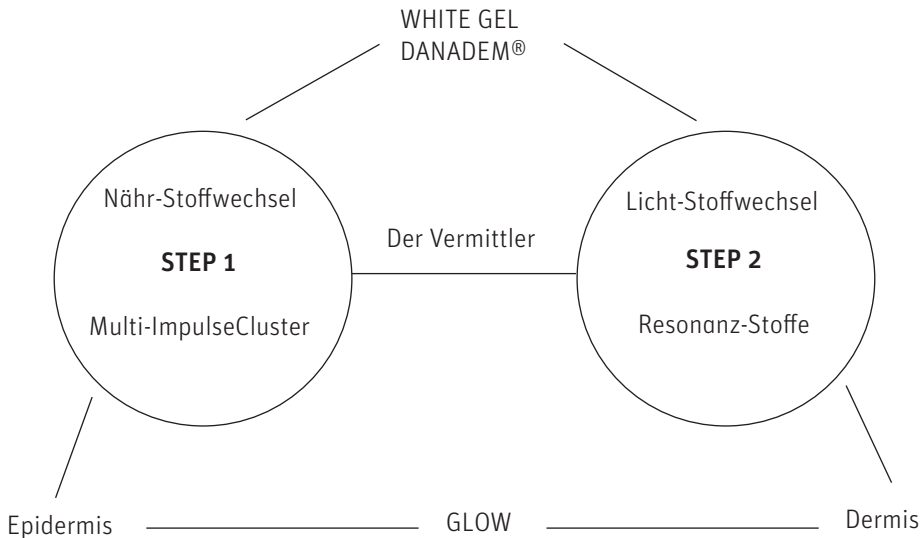 WHITE GEL
DANADEM®
Nähr-Stoffwechsel
STEP 1
Multi-ImpulseCluster
Der Vermittler
Licht-Stoffwechsel
STEP 2
Resonanz-Stoffe
Epidermis
GLOW
Dermis